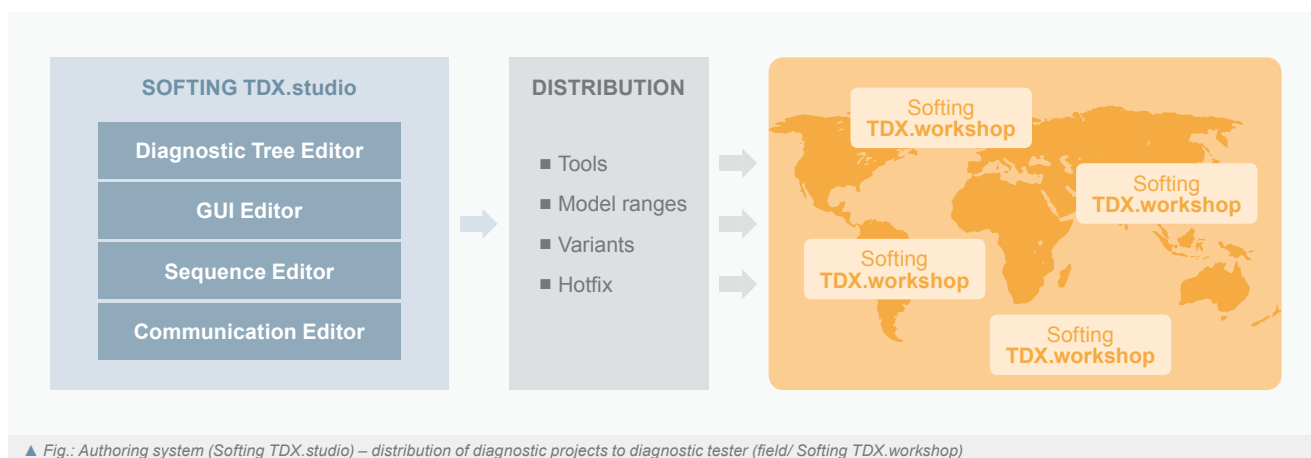 SOFTING TDX.studio
Diagnostic Tree Editor
GUI Editor
Sequence Editor
Communication Editor
DISTRIBUTION
■ Tools
■ Model ranges
■ Variants
■ Hotfix
Softing
TDX.workshop
Softing
TDX.workshop
Softing
TDX.workshop
Softing
TDX.workshop
▲ Fig.: Authoring system (Softing TDX.studio) – distribution of diagnostic projects to diagnostic tester (field/ Softing TDX.workshop)